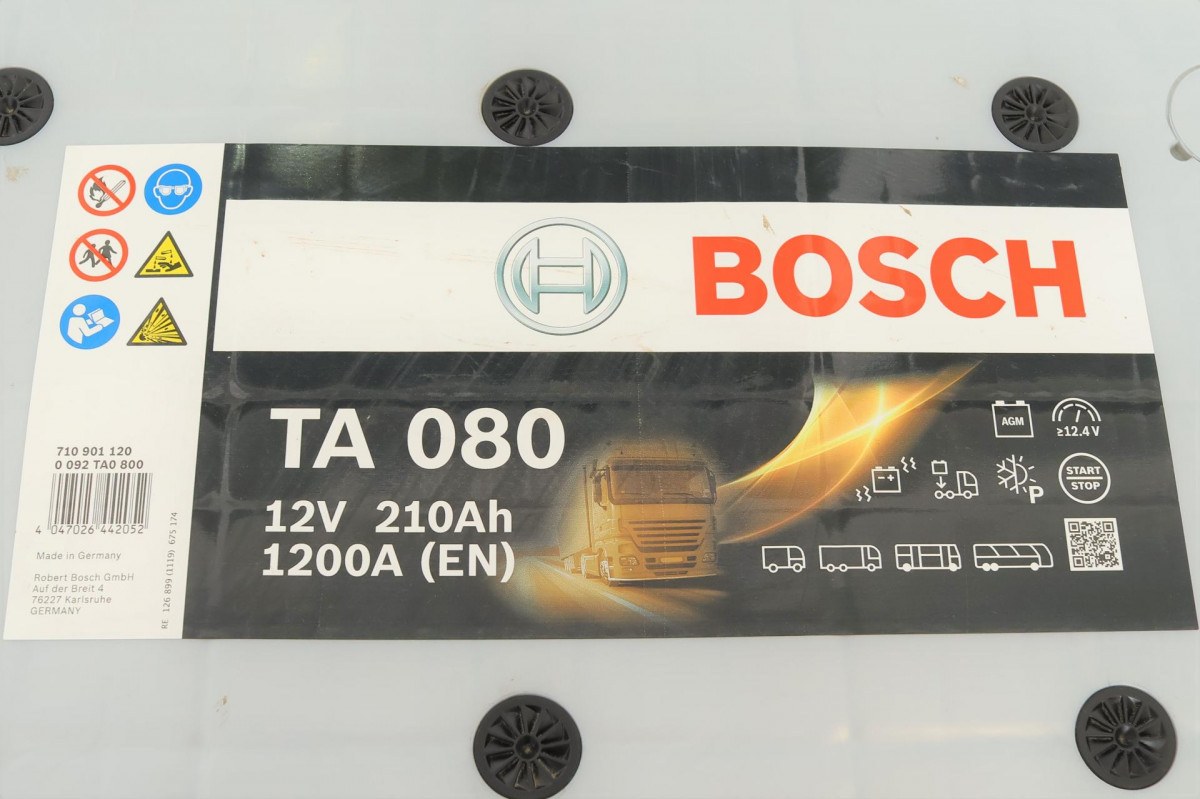 BOSCH
TA 080
12V 210Ah
1200A (EN)
AGM
≥12.4V
P
START
STOP
710 901 120
0 092 TA0 800
4 047026 442052
Made in Germany
Robert Bosch GmbH
Auf der Breit 4
76227 Karlsruhe
GERMANY
RE 126 899 (1119) 675 174